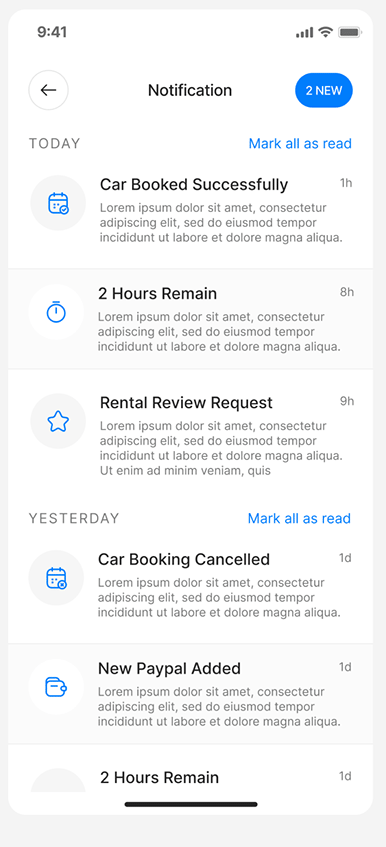 9:41
Notification
2 NEW
TODAY
Mark all as read
Car Booked Successfully
1h
Lorem ipsum dolor sit amet, consectetur
adipiscing elit, sed do eiusmod tempor
incididunt ut labore et dolore magna aliqua.
2 Hours Remain
8h
Lorem ipsum dolor sit amet, consectetur
adipiscing elit, sed do eiusmod tempor
incididunt ut labore et dolore magna aliqua.
Rental Review Request
9h
Lorem ipsum dolor sit amet, consectetur
adipiscing elit, sed do eiusmod tempor
incididunt ut labore et dolore magna aliqua.
Ut enim ad minim veniam, quis
YESTERDAY
Mark all as read
Car Booking Cancelled
1d
Lorem ipsum dolor sit amet, consectetur
adipiscing elit, sed do eiusmod tempor
incididunt ut labore et dolore magna aliqua.
New Paypal Added
1d
Lorem ipsum dolor sit amet, consectetur
adipiscing elit, sed do eiusmod tempor
incididunt ut labore et dolore magna aliqua.
2 Hours Remain
1d